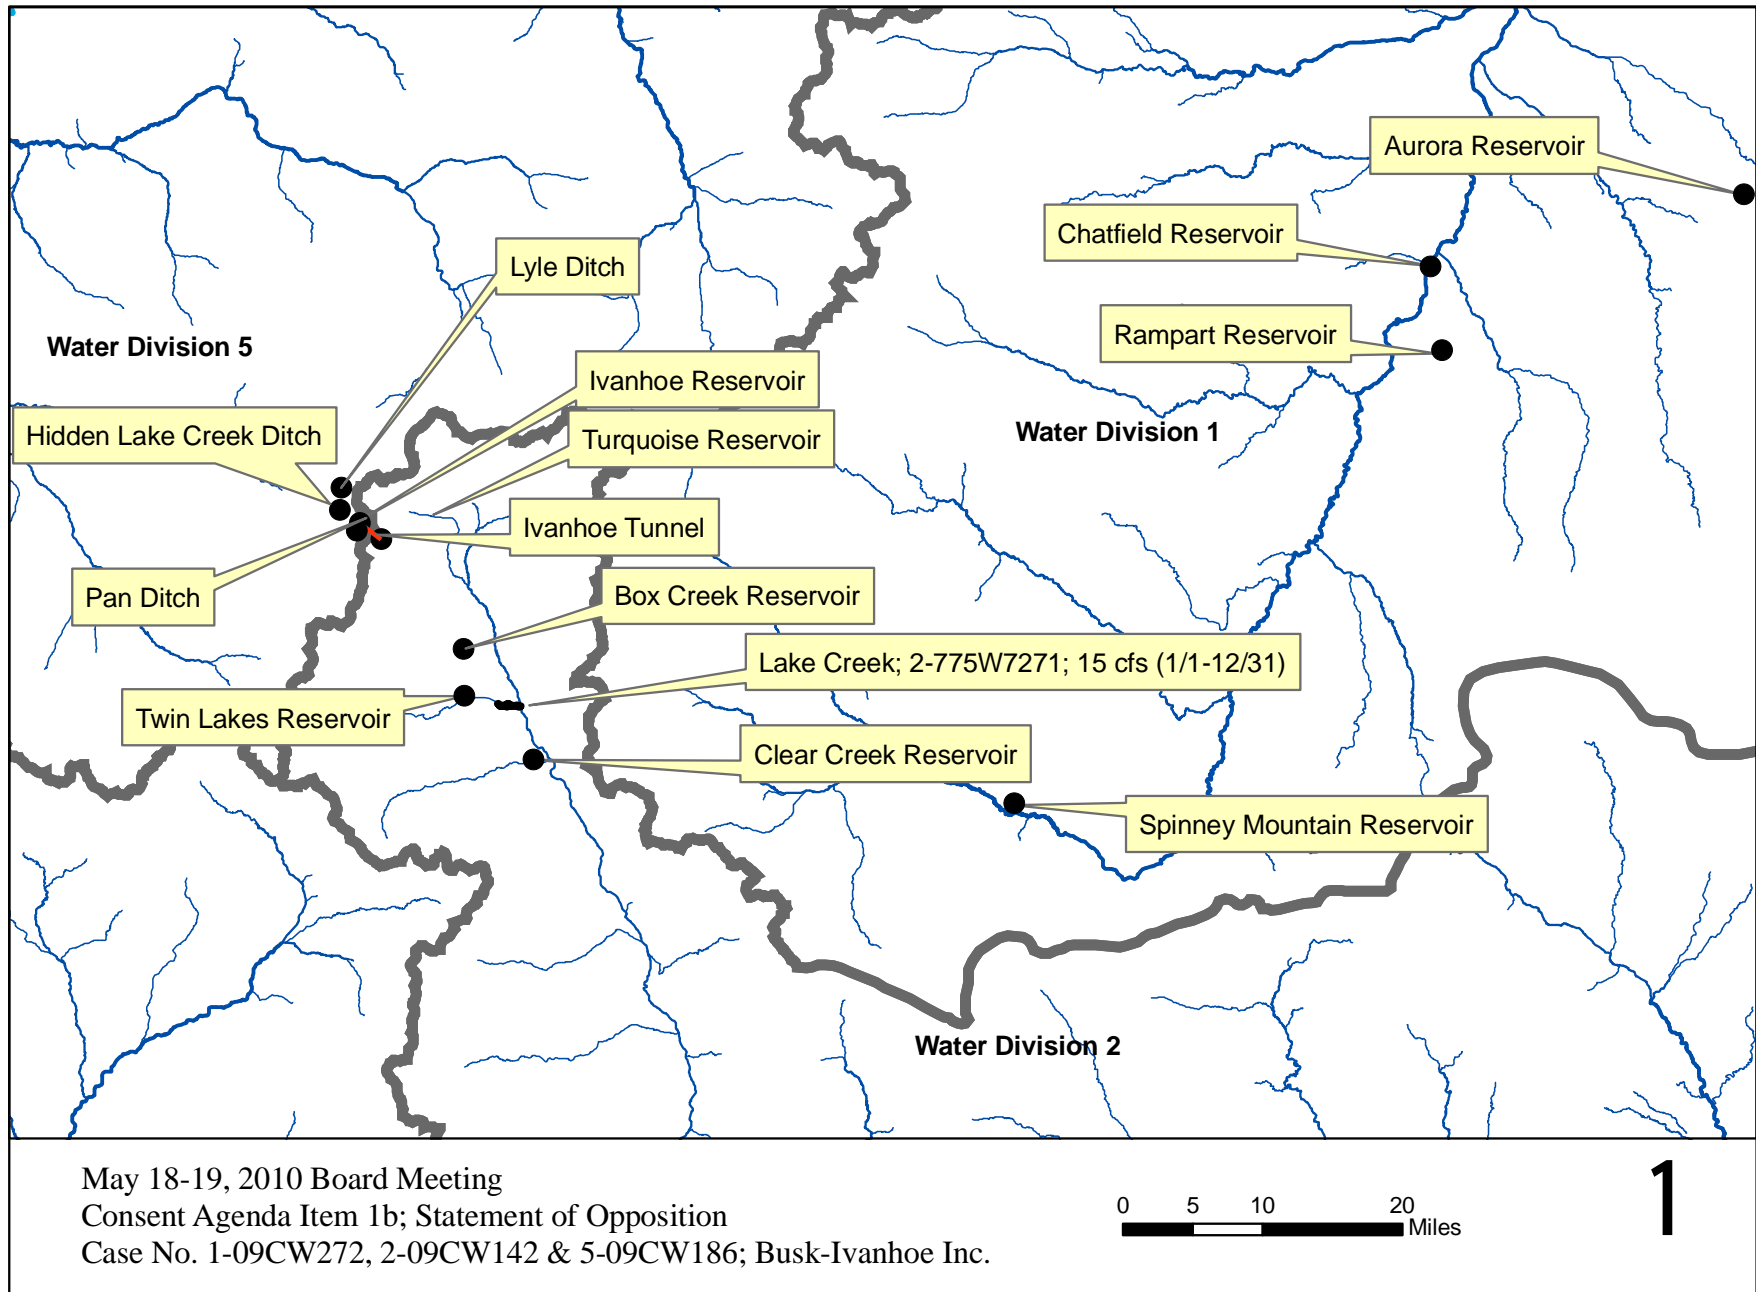 Aurora Reservoir
Chatfield Reservoir
Lyle Ditch
Rampart Reservoir
Water Division 5
Ivanhoe Reservoir
Hidden Lake Creek Ditch
Turquoise Reservoir
Water Division 1
Ivanhoe Tunnel
Pan Ditch
Box Creek Reservoir
Lake Creek; 2-775W7271; 15 cfs (1/1-12/31)
Twin Lakes Reservoir
Clear Creek Reservoir
Spinney Mountain Reservoir
Water Division 2
May 18-19, 2010 Board Meeting
Consent Agenda Item 1b; Statement of Opposition
Case No. 1-09CW272, 2-09CW142 & 5-09CW186; Busk-Ivanhoe Inc.
0 5 10 20
Miles
1